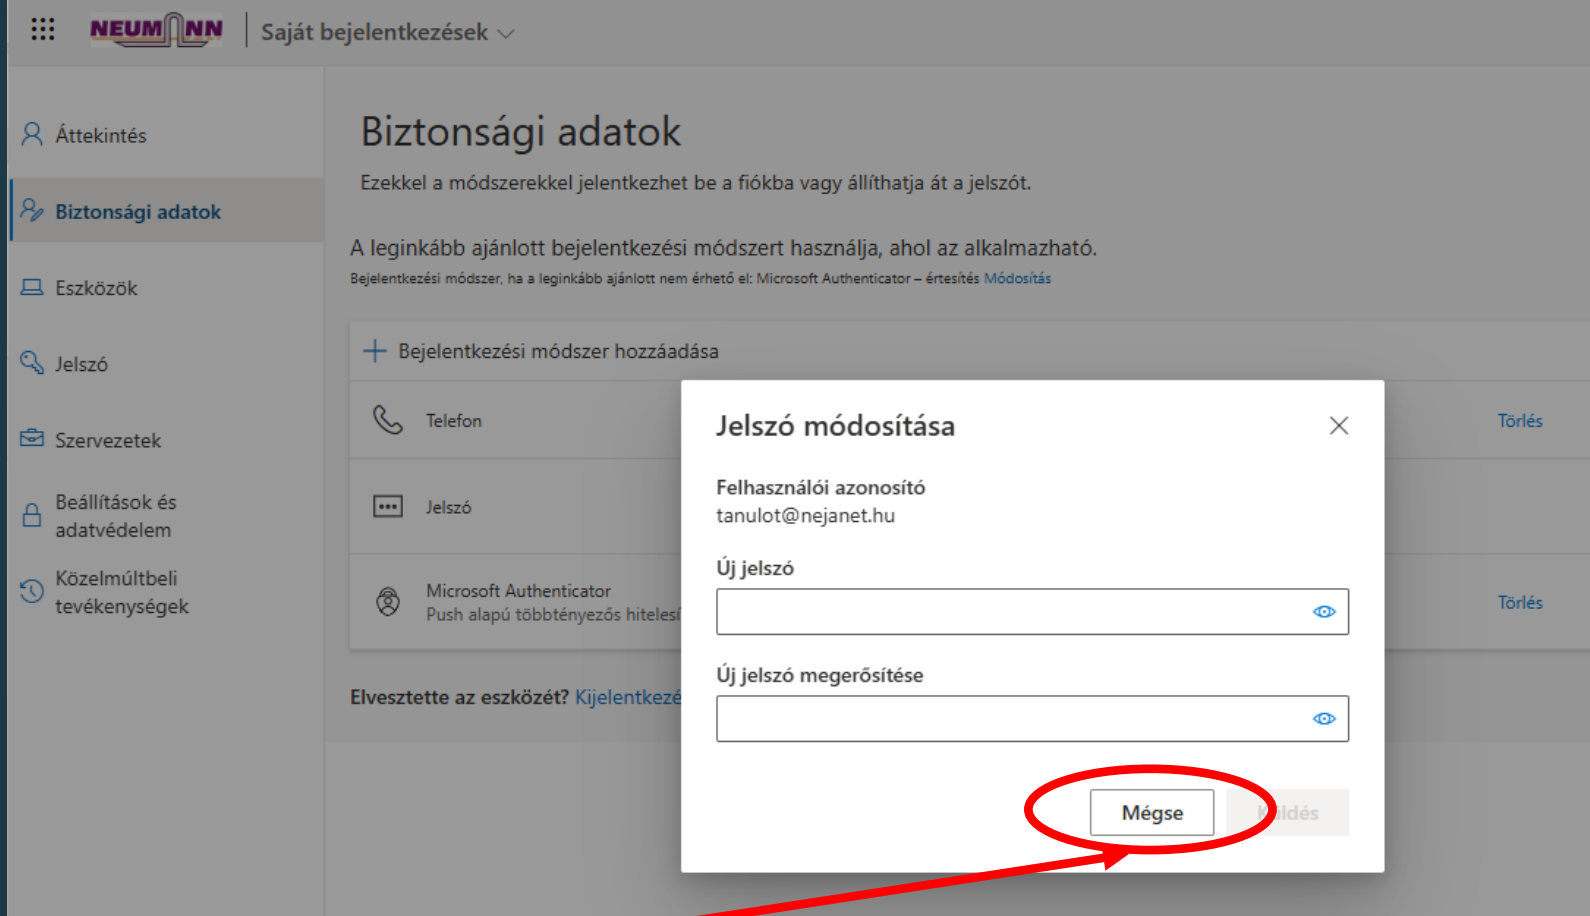 NEUMANN
Saját bejelentkezések
Áttekintés
Biztonsági adatok
Eszközök
Jelszó
Szervezetek
Beállítások és
adatvédelem
Közelmúltbeli
tevékenységek
Biztonsági adatok
Ezekkel a módszerekkel jelentkezhet be a fiókba vagy állíthatja át a jelszót.
A leginkább ajánlott bejelentkezési módszert használja, ahol az alkalmazható.
Bejelentkezési módszer, ha a leginkább ajánlott nem érhető el: Microsoft Authenticator – értesítés Módosítás
Bejelentkezési módszer hozzáadása
Telefon
Törlés
Jelszó
Microsoft Authenticator
Push alapú többtényezős hitelesí
Törlés
Elvesztette az eszközét? Kijelentkezé
Jelszó módosítása
Felhasználói azonosító
tanulot@nejanet.hu
Új jelszó
Új jelszó megerősítése
Mégse
Küldés